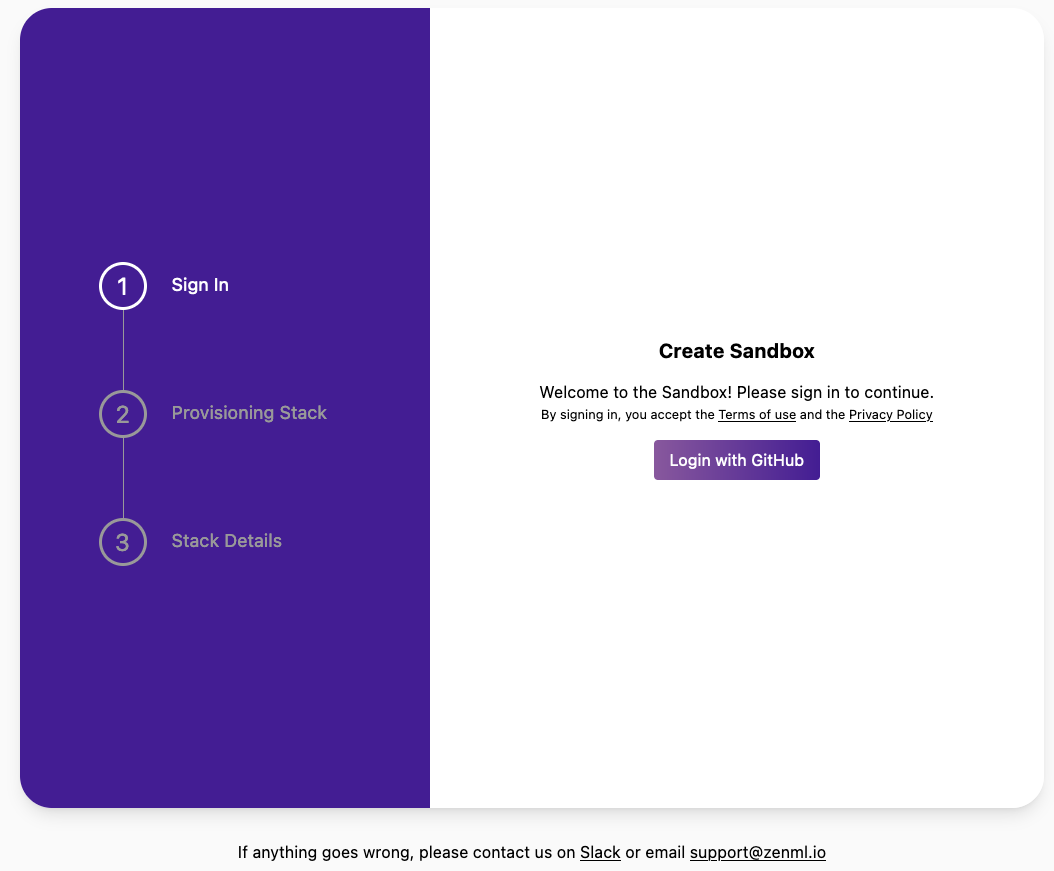 1 Sign In
2 Provisioning Stack
3 Stack Details
Create Sandbox
Welcome to the Sandbox! Please sign in to continue.
By signing in, you accept the Terms of use and the Privacy Policy
Login with GitHub
If anything goes wrong, please contact us on Slack or email support@zenml.io